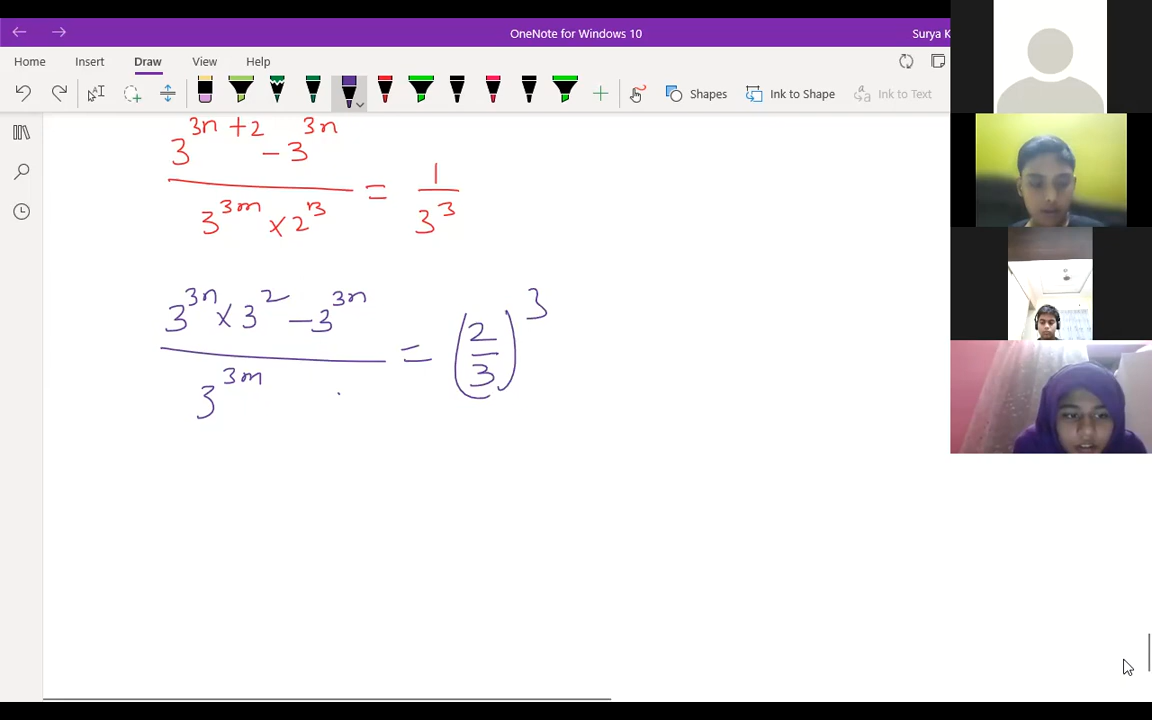 OneNote for Windows 10
Surya K
Home Insert Draw View Help
Shapes Ink to Shape Ink to Text
3^{3n+2} - 3^{3n} / 3^{3m} × 2^3 = 1 / 3^3
3^{3n} × 3^2 - 3^{3n} / 3^{3m} = (2/3)^3